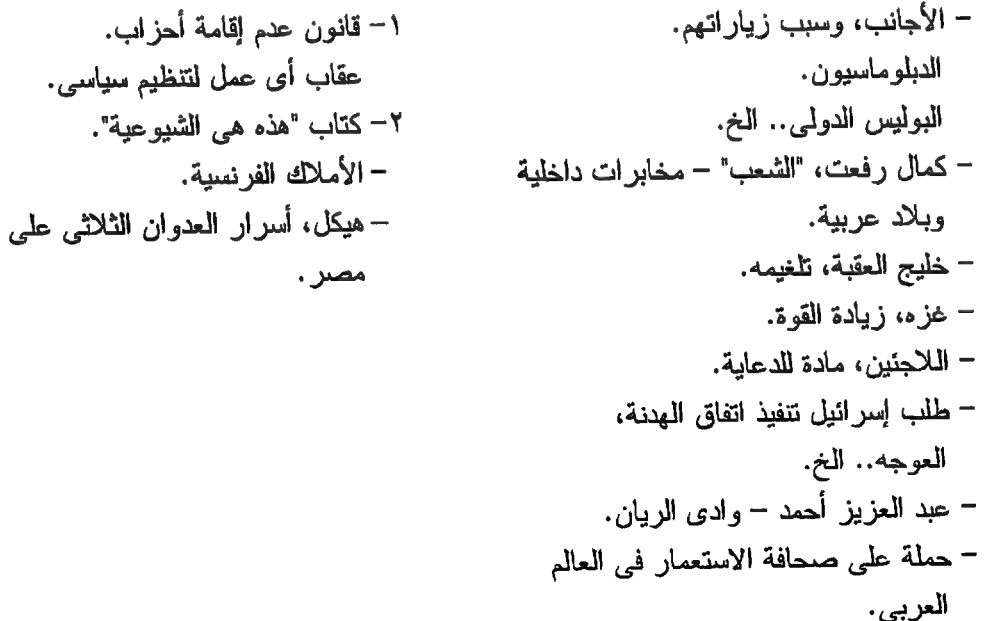 - الأجانب، وسبب زياراتهم.
الدبلوماسيون.
البوليس الدولى.. الخ.
- كمال رفعت، "الشعب" – مخابرات داخلية
وبلاد عربية.
- خليج العقبة، تلغيمه.
- غزه، زيادة القوة.
- اللاجئين، مادة للدعاية.
- طلب إسرائيل تنفيذ اتفاق الهدنة،
العوجه.. الخ.
- عبد العزيز أحمد – وادى الريان.
- حملة على صحافة الاستعمار فى العالم
العربى.
١- قانون عدم إقامة أحزاب.
عقاب أى عمل لتنظيم سياسى.
٢- كتاب "هذه هى الشيوعية".
- الأملاك الفرنسية.
- هيكل، أسرار العدوان الثلاثى على
مصر.